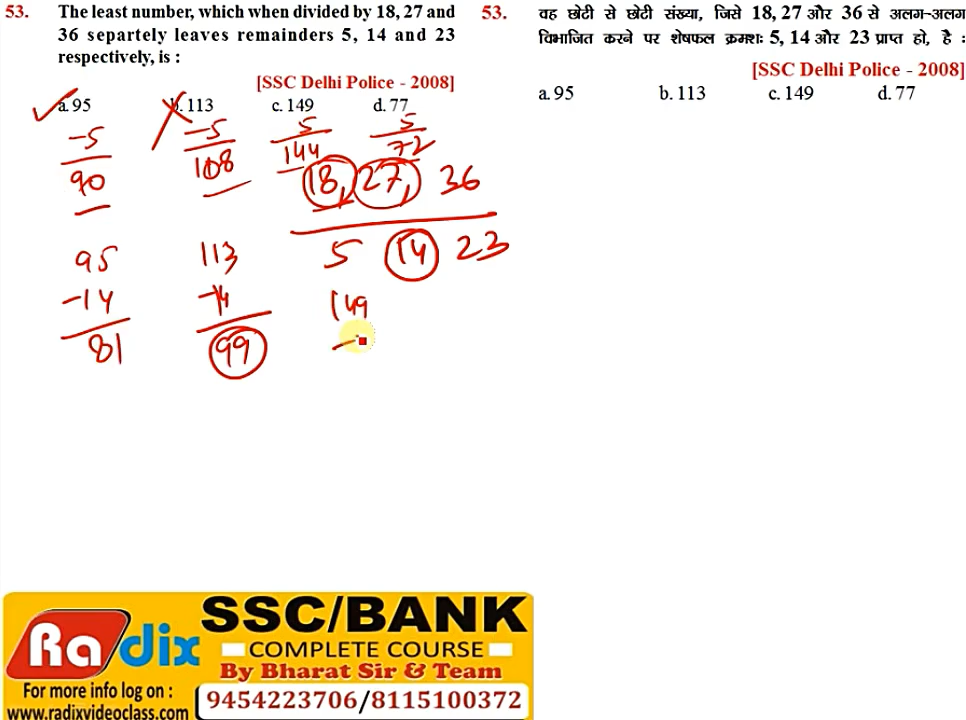 53. The least number, which when divided by 18, 27 and
36 separtely leaves remainders 5, 14 and 23
respectively, is :
[SSC Delhi Police - 2008]
a. 95 b. 113 c. 149 d. 77
-5 -5 5 5
90 108 144 72
18, 27, 36
5 14 23
95 113 149
-14 -14 -
81 99
53. वह छोटी से छोटी संख्या, जिसे 18, 27 और 36 से अलग-अलग
विभाजित करने पर शेषफल क्रमशः 5, 14 और 23 प्राप्त हो, है :
[SSC Delhi Police - 2008]
a. 95 b. 113 c. 149 d. 77
Radix
SSC/BANK
COMPLETE COURSE
By Bharat Sir & Team
For more info log on :
www.radixvideoclass.com
9454223706/8115100372